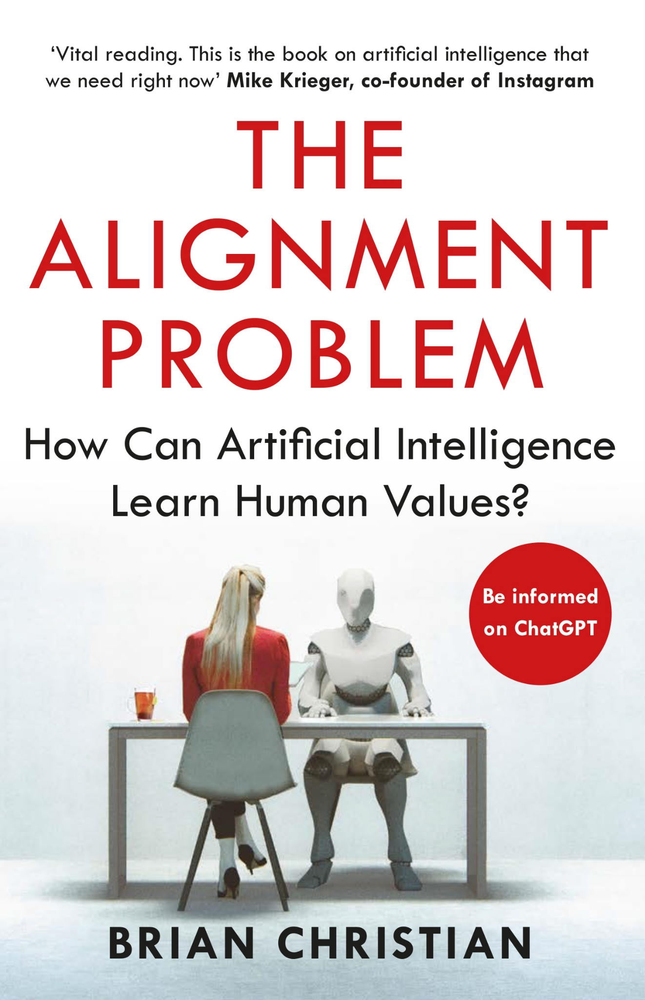 ‘Vital reading. This is the book on artificial intelligence that
we need right now’ Mike Krieger, co-founder of Instagram
THE
ALIGNMENT
PROBLEM
How Can Artificial Intelligence
Learn Human Values?
Be informed
on ChatGPT
BRIAN CHRISTIAN